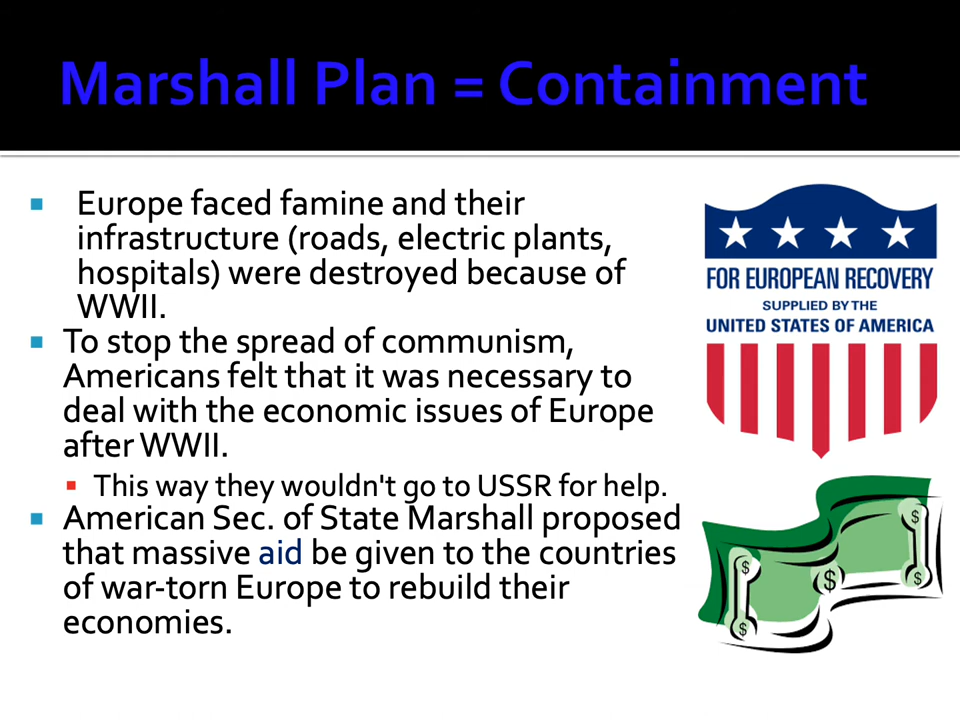 Marshall Plan = Containment
Europe faced famine and their
infrastructure (roads, electric plants,
hospitals) were destroyed because of
WWII.
To stop the spread of communism,
Americans felt that it was necessary to
deal with the economic issues of Europe
after WWII.
This way they wouldn't go to USSR for help.
American Sec. of State Marshall proposed
that massive aid be given to the countries
of war-torn Europe to rebuild their
economies.
FOR EUROPEAN RECOVERY
SUPPLIED BY THE
UNITED STATES OF AMERICA
$
$
$
$
$